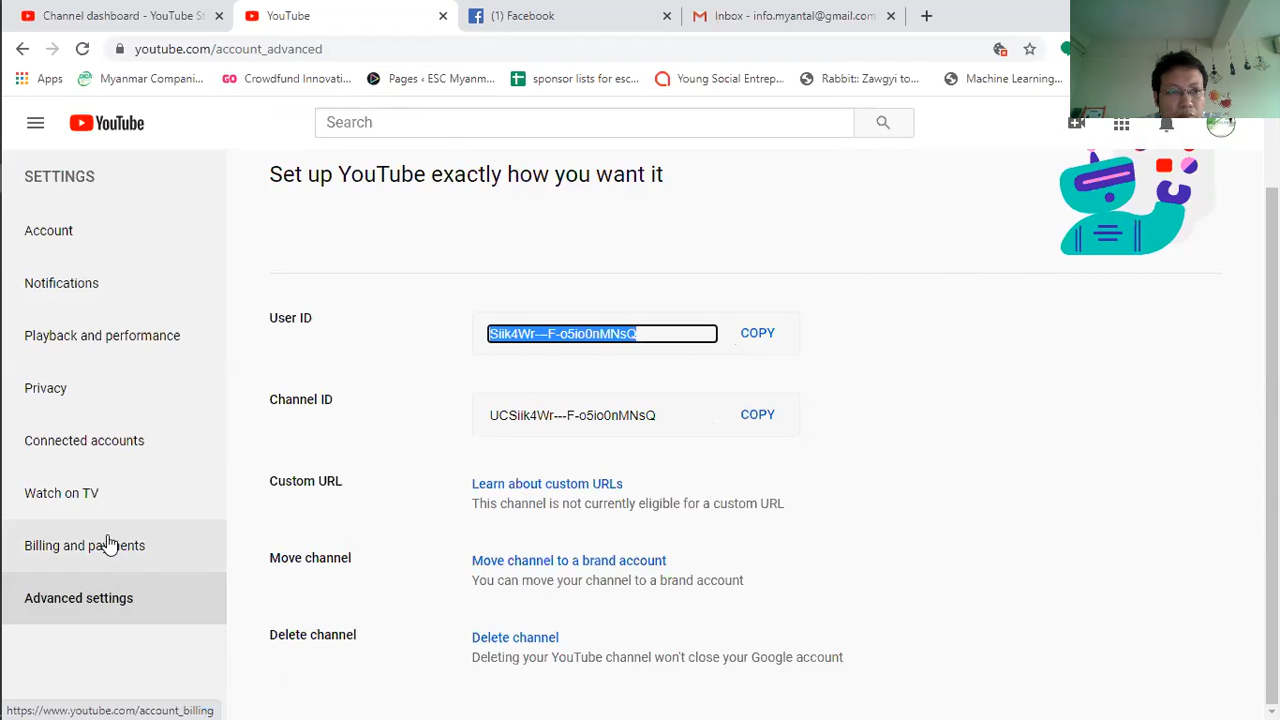 Channel dashboard - YouTube St
YouTube
(1) Facebook
Inbox - info.myantal@gmail.com
youtube.com/account_advanced
Apps
Myanmar Compani...
Crowdfund Innovati...
Pages ‹ ESC Myanm...
sponsor lists for esc...
Young Social Entrep...
Rabbit:: Zawgyi to...
Machine Learning...
YouTube
Search
SETTINGS
Account
Notifications
Playback and performance
Privacy
Connected accounts
Watch on TV
Billing and payments
Advanced settings
Set up YouTube exactly how you want it
User ID
Siik4Wr---F-o5io0nMNsQ
COPY
Channel ID
UCSiik4Wr---F-o5io0nMNsQ
COPY
Custom URL
Learn about custom URLs
This channel is not currently eligible for a custom URL
Move channel
Move channel to a brand account
You can move your channel to a brand account
Delete channel
Delete channel
Deleting your YouTube channel won't close your Google account
https://www.youtube.com/account_billing